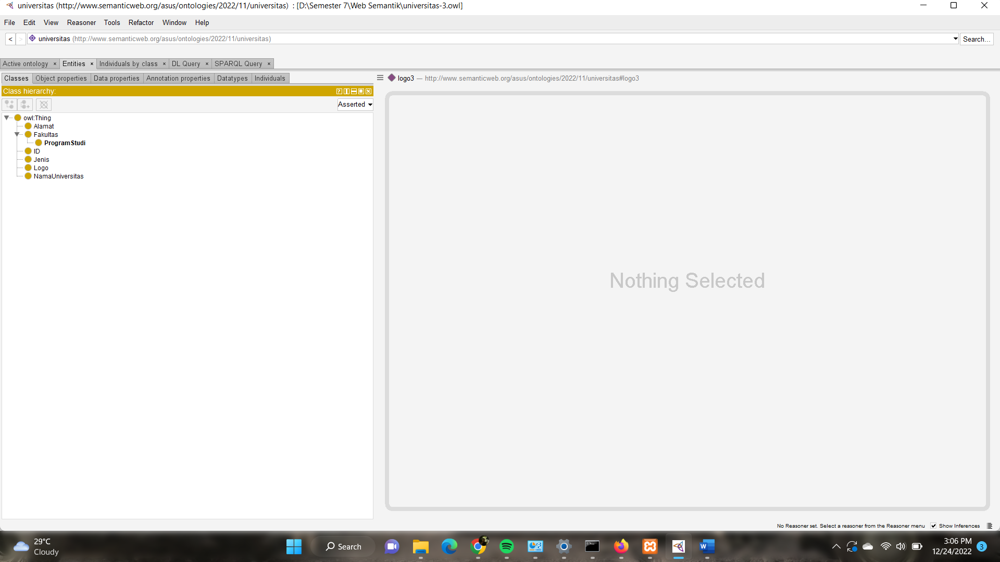 universitas (http://www.semanticweb.org/asus/ontologies/2022/11/universitas) : [D:\Semester 7\Web Semantik\universitas-3.owl]
File Edit View Reasoner Tools Refactor Window Help
< > universitas (http://www.semanticweb.org/asus/ontologies/2022/11/universitas) Search...
Active ontology × Entities × Individuals by class × DL Query × SPARQL Query ×
Classes Object properties Data properties Annotation properties Datatypes Individuals
logo3 — http://www.semanticweb.org/asus/ontologies/2022/11/universitas#logo3
Class hierarchy:
Asserted
owl:Thing
Alamat
Fakultas
ProgramStudi
ID
Jenis
Logo
NamaUniversitas
Nothing Selected
No Reasoner set. Select a reasoner from the Reasoner menu Show Inferences
29°C
Cloudy
Search
W
3:06 PM
12/24/2022
3